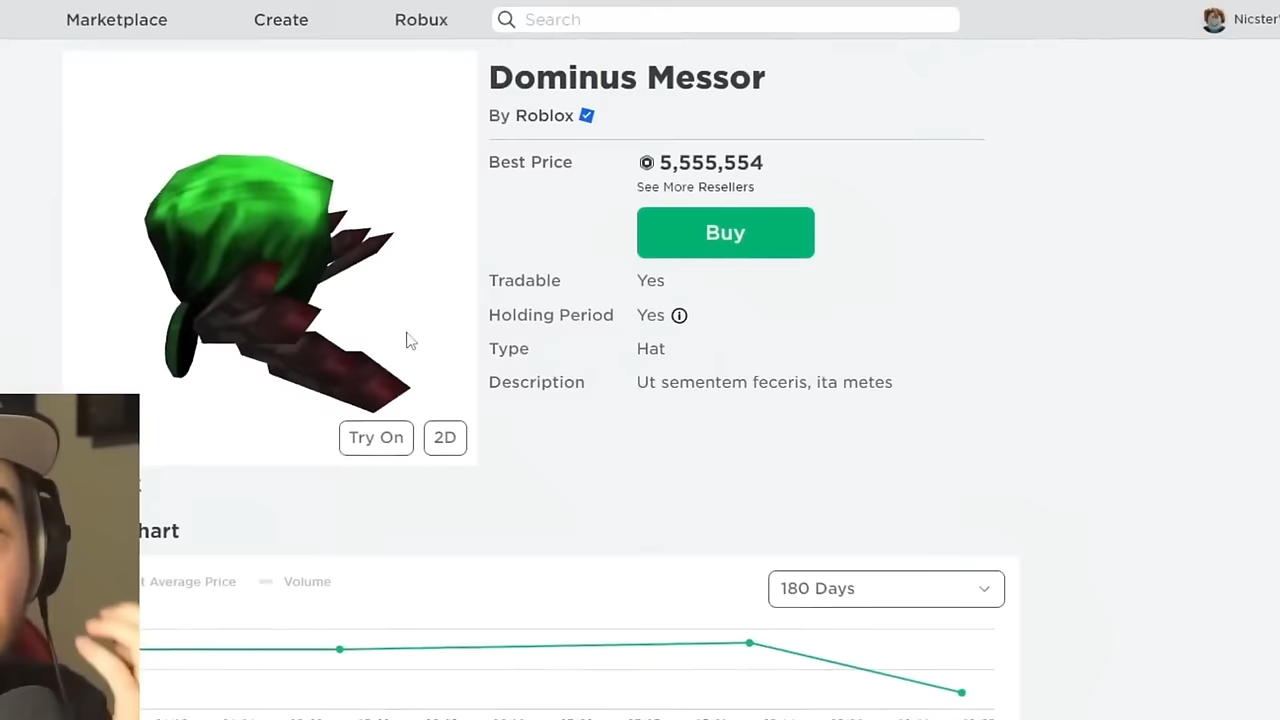 Marketplace Create Robux Search Nicster
Dominus Messor
By Roblox
Best Price 5,555,554
See More Resellers
Buy
Tradable Yes
Holding Period Yes
Type Hat
Description Ut sementem feceris, ita metes
Try On 2D
hart
t Average Price Volume
180 Days